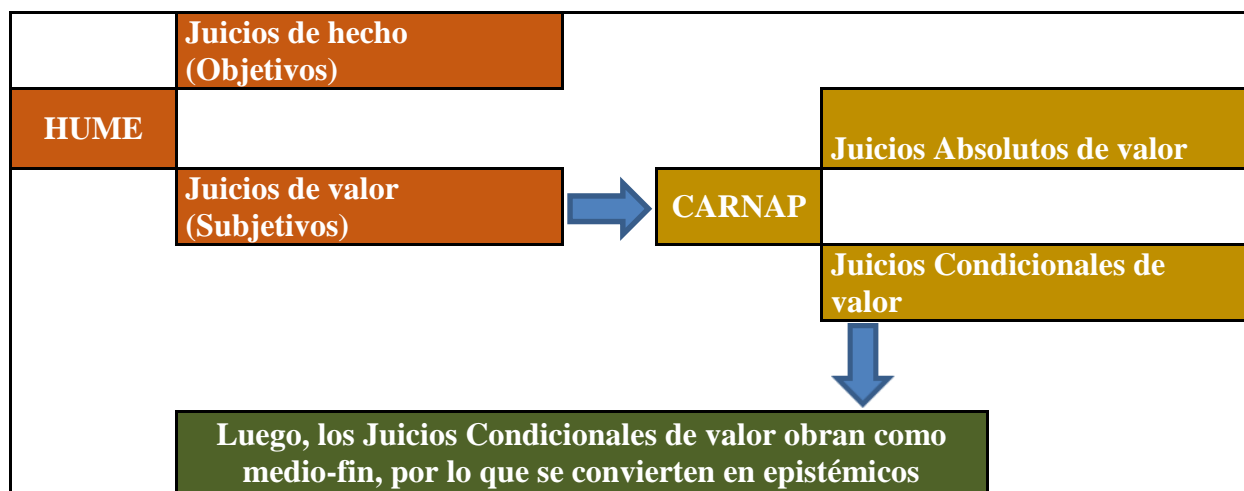 Juicios de hecho
(Objetivos)
HUME
Juicios Absolutos de valor
Juicios de valor
(Subjetivos)
CARNAP
Juicios Condicionales de
valor
Luego, los Juicios Condicionales de valor obran como
medio-fin, por lo que se convierten en epistémicos